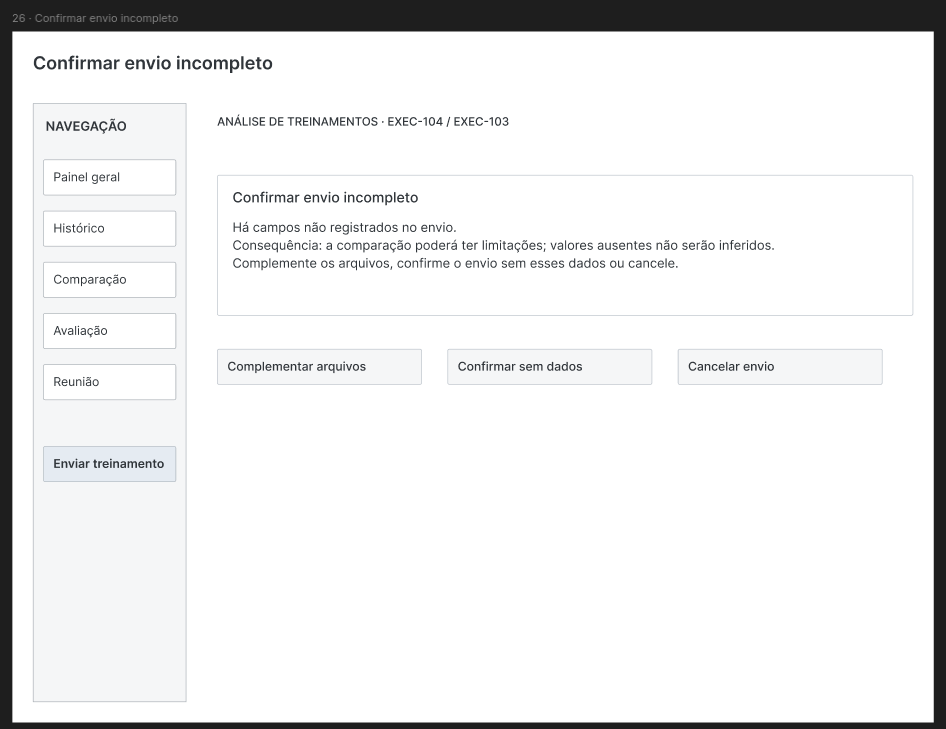 26 · Confirmar envio incompleto
Confirmar envio incompleto
NAVEGAÇÃO
Painel geral
Histórico
Comparação
Avaliação
Reunião
Enviar treinamento
ANÁLISE DE TREINAMENTOS · EXEC-104 / EXEC-103
Confirmar envio incompleto
Há campos não registrados no envio.
Consequência: a comparação poderá ter limitações; valores ausentes não serão inferidos.
Complemente os arquivos, confirme o envio sem esses dados ou cancele.
Complementar arquivos
Confirmar sem dados
Cancelar envio